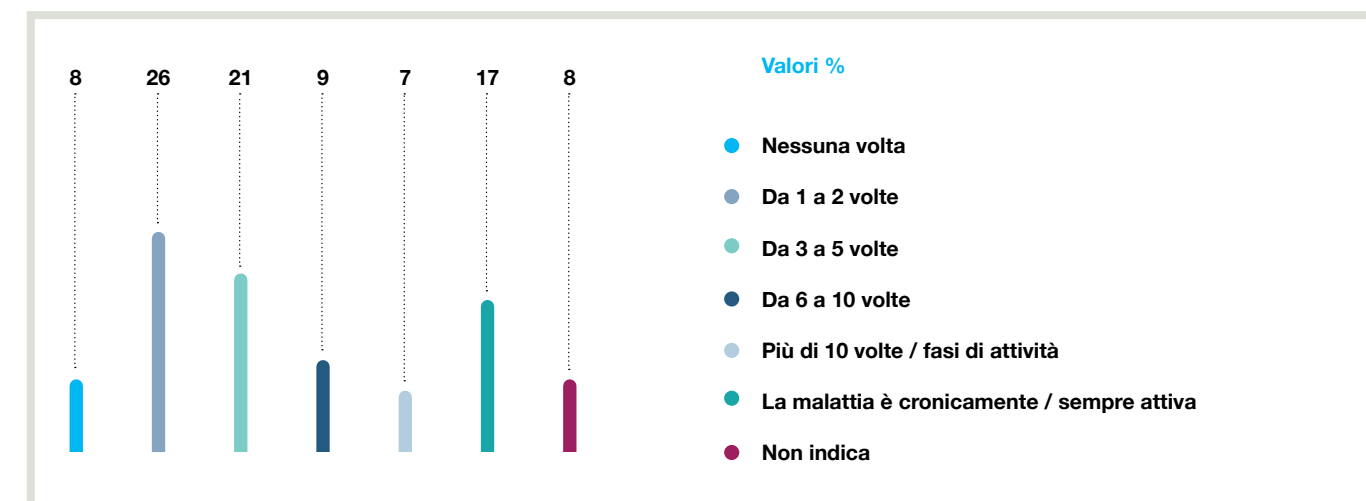 8 26 21 9 7 17 8
Valori %
Nessuna volta
Da 1 a 2 volte
Da 3 a 5 volte
Da 6 a 10 volte
Più di 10 volte / fasi di attività
La malattia è cronicamente / sempre attiva
Non indica